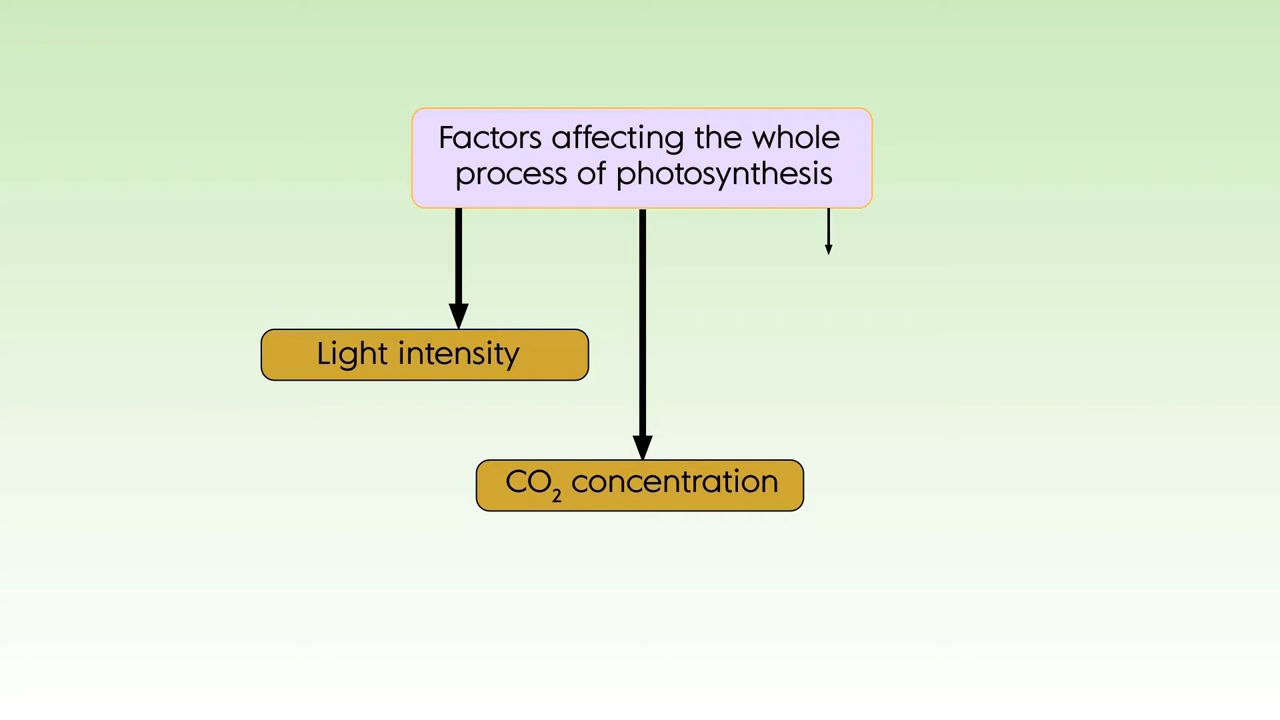 Factors affecting the whole
process of photosynthesis
Light intensity
CO₂ concentration